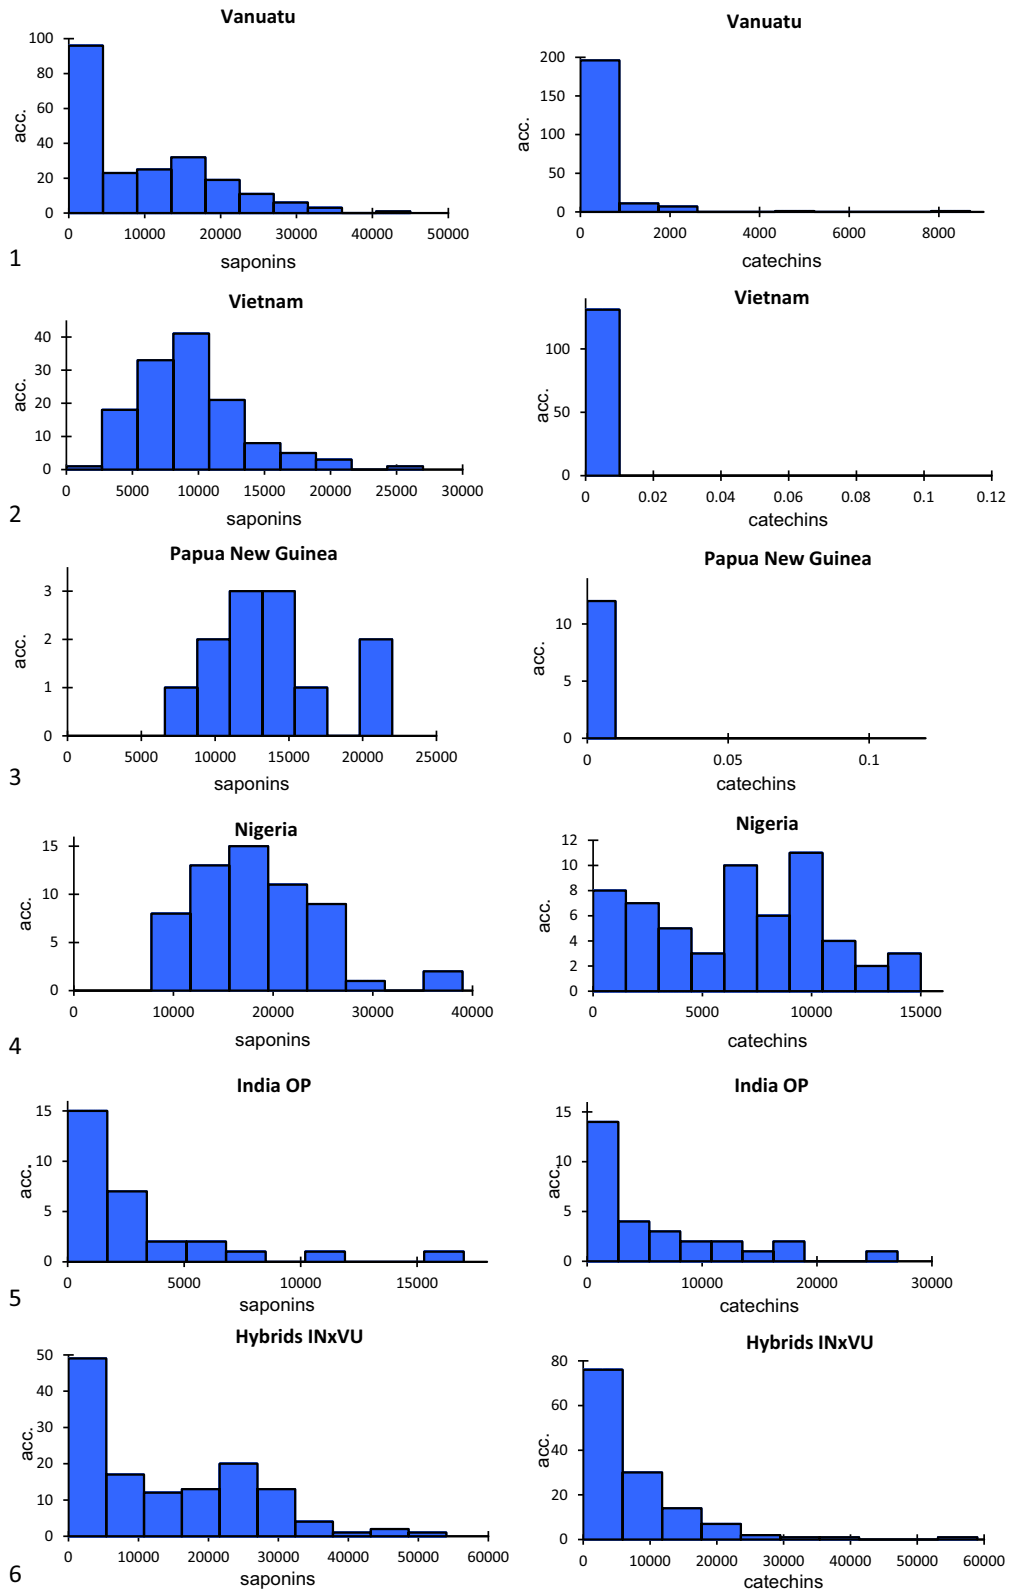 Vanuatu
100
80
60
40
20
0
acc.
0 10000 20000 30000 40000 50000
saponins
1
Vanuatu
200
150
100
50
0
acc.
0 2000 4000 6000 8000
catechins
Vietnam
40
30
20
10
0
acc.
0 5000 10000 15000 20000 25000 30000
saponins
2
Vietnam
100
50
0
acc.
0 0.02 0.04 0.06 0.08 0.1 0.12
catechins
Papua New Guinea
3
2
1
0
acc.
0 5000 10000 15000 20000 25000
saponins
3
Papua New Guinea
10
5
0
acc.
0 0.05 0.1
catechins
Nigeria
15
10
5
0
acc.
0 10000 20000 30000 40000
saponins
4
Nigeria
12
10
8
6
4
2
0
acc.
0 5000 10000 15000
catechins
India OP
15
10
5
0
acc.
0 5000 10000 15000
saponins
5
India OP
15
10
5
0
acc.
0 10000 20000 30000
catechins
Hybrids INxVU
50
40
30
20
10
0
acc.
0 10000 20000 30000 40000 50000 60000
saponins
6
Hybrids INxVU
80
60
40
20
0
acc.
0 10000 20000 30000 40000 50000 60000
catechins